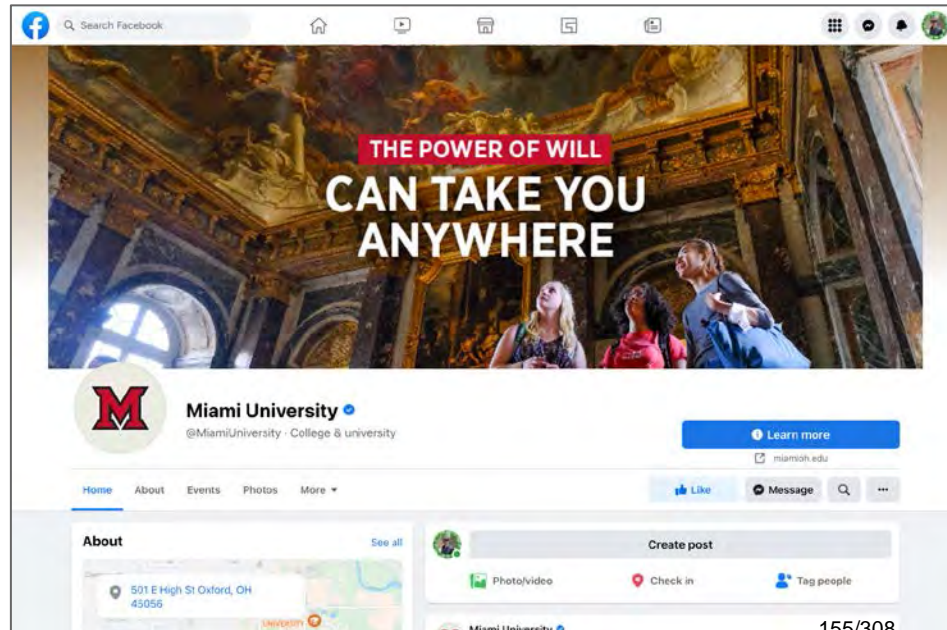 Search Facebook
THE POWER OF WILL
CAN TAKE YOU
ANYWHERE
M
Miami University
@MiamiUniversity · College & university
Learn more
miamioh.edu
Home About Events Photos More
Like Message
About
See all
501 E High St Oxford, OH
45056
UNIVERSITY
Create post
Photo/video Check in Tag people
Miami University
155/308